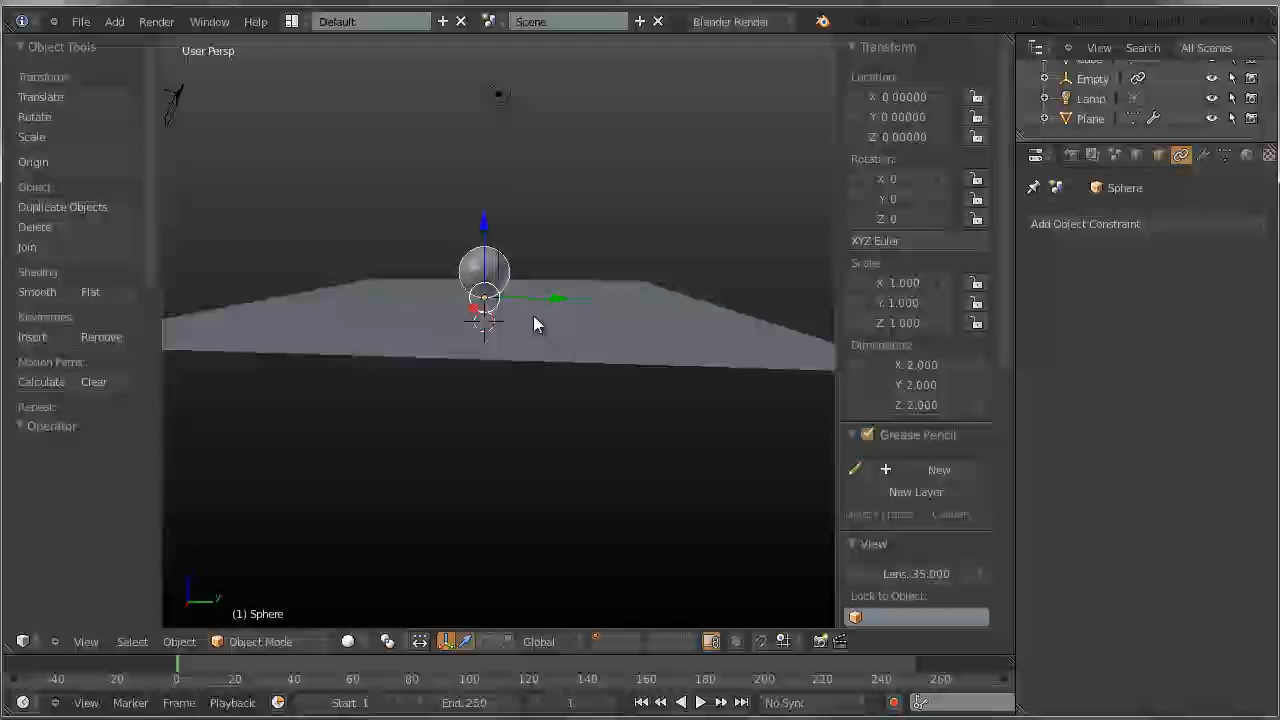 File Add Render Window Help Default Scene Blender Render
Object Tools
Transform:
Translate
Rotate
Scale
Origin
Object:
Duplicate Objects
Delete
Join
Shading:
Smooth Flat
Keyframes:
Insert Remove
Motion Paths:
Calculate Clear
Repeat:
Operator
User Persp
y
(1) Sphere
Transform
Location:
X: 0.00000
Y: 0.00000
Z: 0.00000
Rotation:
X: 0
Y: 0
Z: 0
XYZ Euler
Scale:
X: 1.000
Y: 1.000
Z: 1.000
Dimensions:
X: 2.000
Y: 2.000
Z: 2.000
Grease Pencil
New
New Layer
View
Lens: 35.000
Lock to Object:
View Search All Scenes
Cube
Empty
Lamp
Plane
Sphere
Add Object Constraint
View Select Object Object Mode Global
-40 -20 0 20 40 60 80 100 120 140 160 180 200 220 240 260
View Marker Frame Playback Start: 1 End: 250 1 No Sync